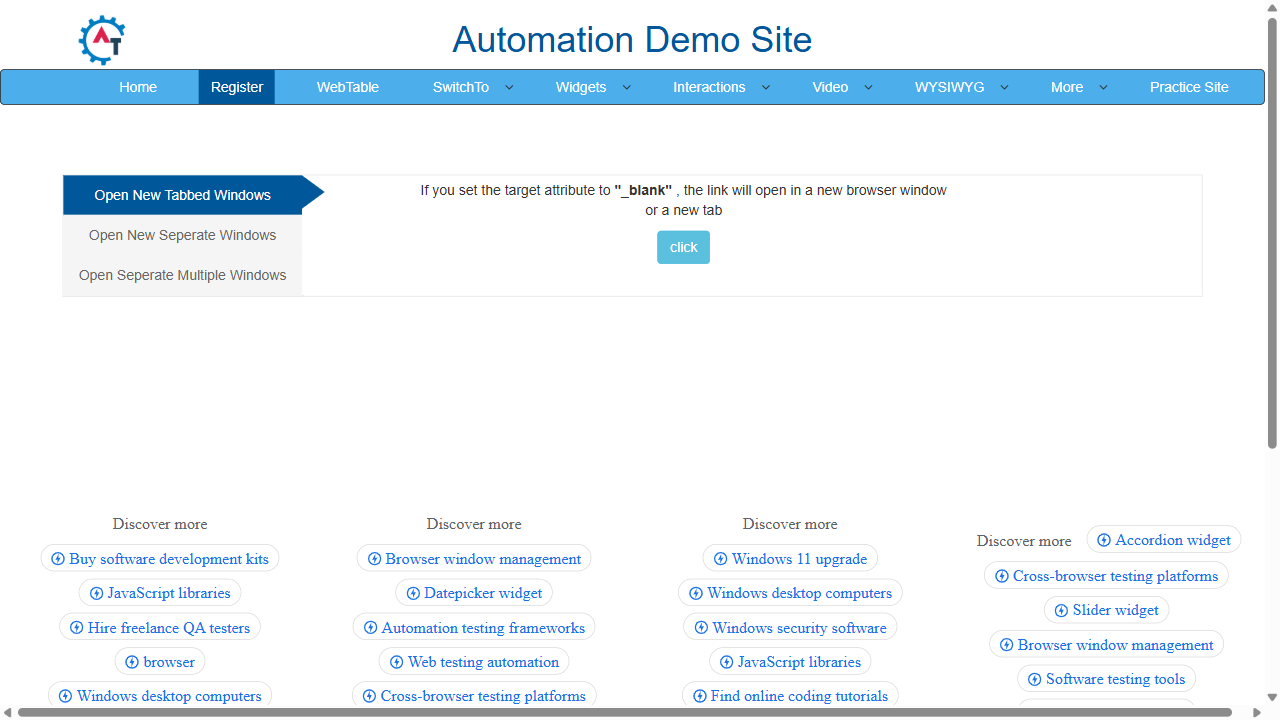 AT
Automation Demo Site
Home Register WebTable SwitchTo Widgets Interactions Video WYSIWYG More Practice Site
Open New Tabbed Windows
Open New Seperate Windows
Open Seperate Multiple Windows
If you set the target attribute to "_blank" , the link will open in a new browser window
or a new tab
click
Discover more
Buy software development kits
JavaScript libraries
Hire freelance QA testers
browser
Windows desktop computers
Discover more
Browser window management
Datepicker widget
Automation testing frameworks
Web testing automation
Cross-browser testing platforms
Discover more
Windows 11 upgrade
Windows desktop computers
Windows security software
JavaScript libraries
Find online coding tutorials
Discover more Accordion widget
Cross-browser testing platforms
Slider widget
Browser window management
Software testing tools